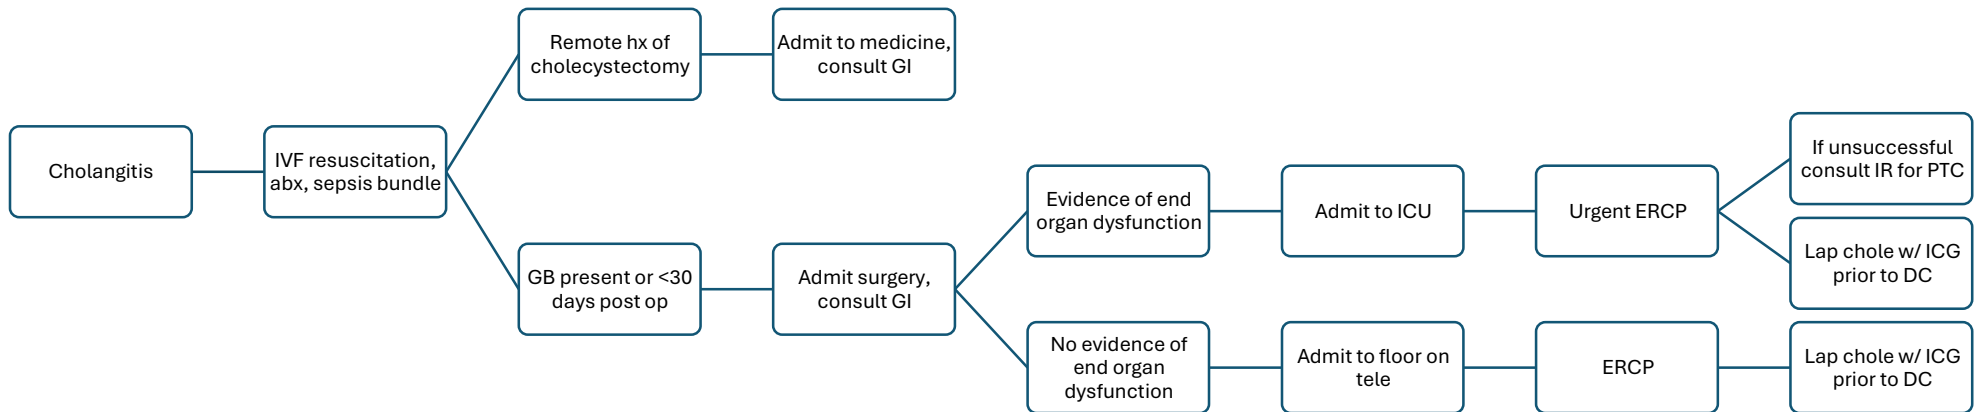 Cholangitis
IVF resuscitation,
abx, sepsis bundle
Remote hx of
cholecystectomy
Admit to medicine,
consult GI
GB present or <30
days post op
Admit surgery,
consult GI
Evidence of end
organ dysfunction
Admit to ICU
Urgent ERCP
If unsuccessful
consult IR for PTC
Lap chole w/ ICG
prior to DC
No evidence of
end organ
dysfunction
Admit to floor on
tele
ERCP
Lap chole w/ ICG
prior to DC